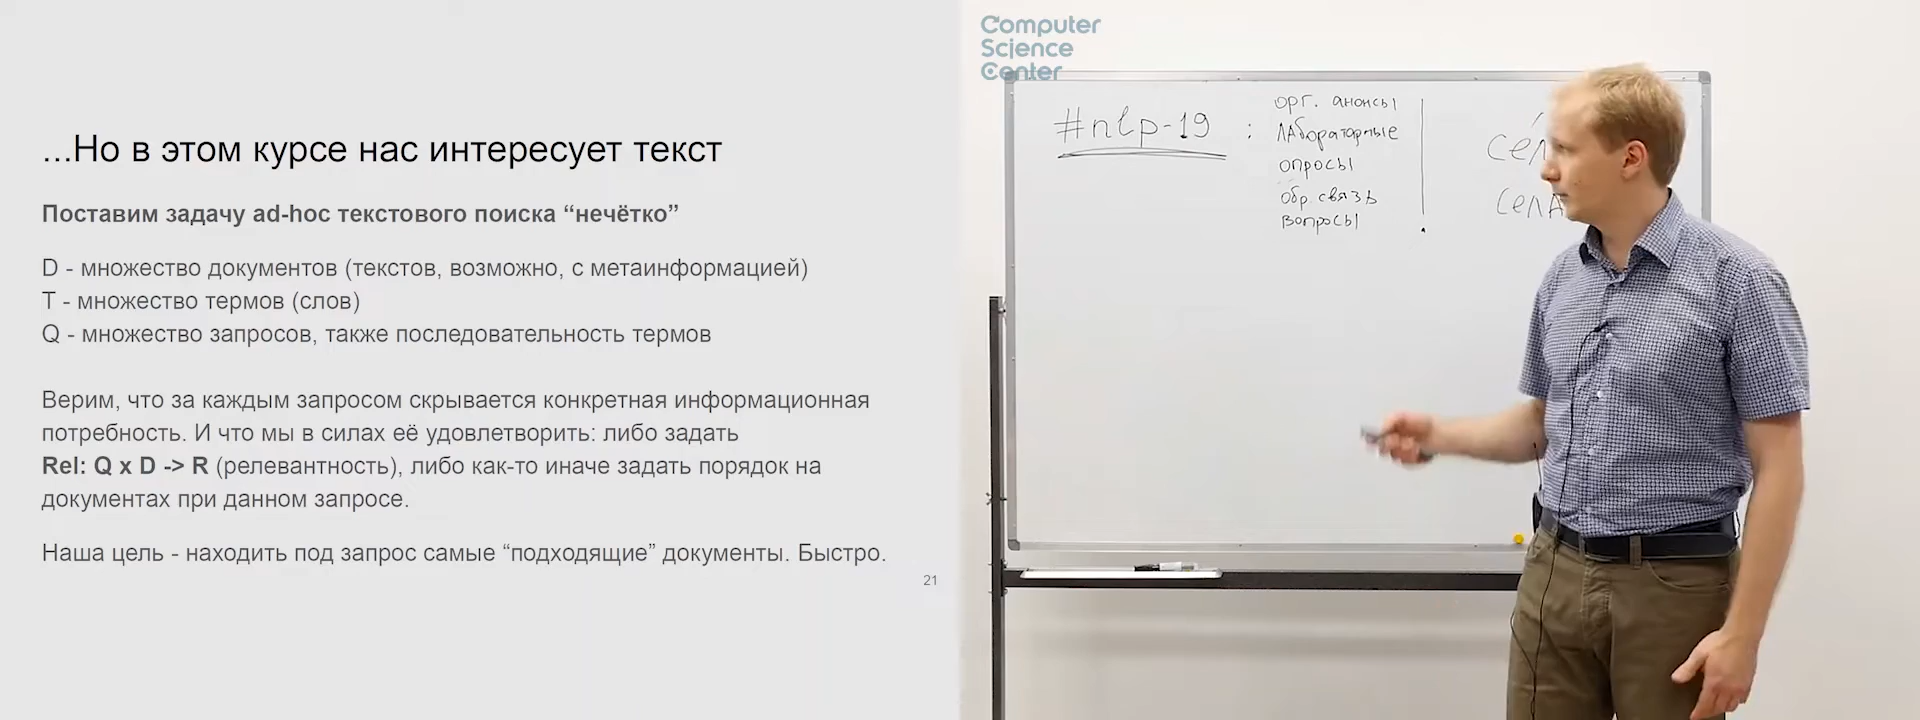 ...Но в этом курсе нас интересует текст
Поставим задачу ad-hoc текстового поиска “нечётко”
D - множество документов (текстов, возможно, с метаинформацией)
T - множество термов (слов)
Q - множество запросов, также последовательность термов
Верим, что за каждым запросом скрывается конкретная информационная
потребность. И что мы в силах её удовлетворить: либо задать
Rel: Q x D -> R (релевантность), либо как-то иначе задать порядок на
документах при данном запросе.
Наша цель - находить под запрос самые “подходящие” документы. Быстро.
21
Computer
Science
Center
#nlp-19 :
орг. анонсы
лабораторные
опросы
обр. связь
вопросы